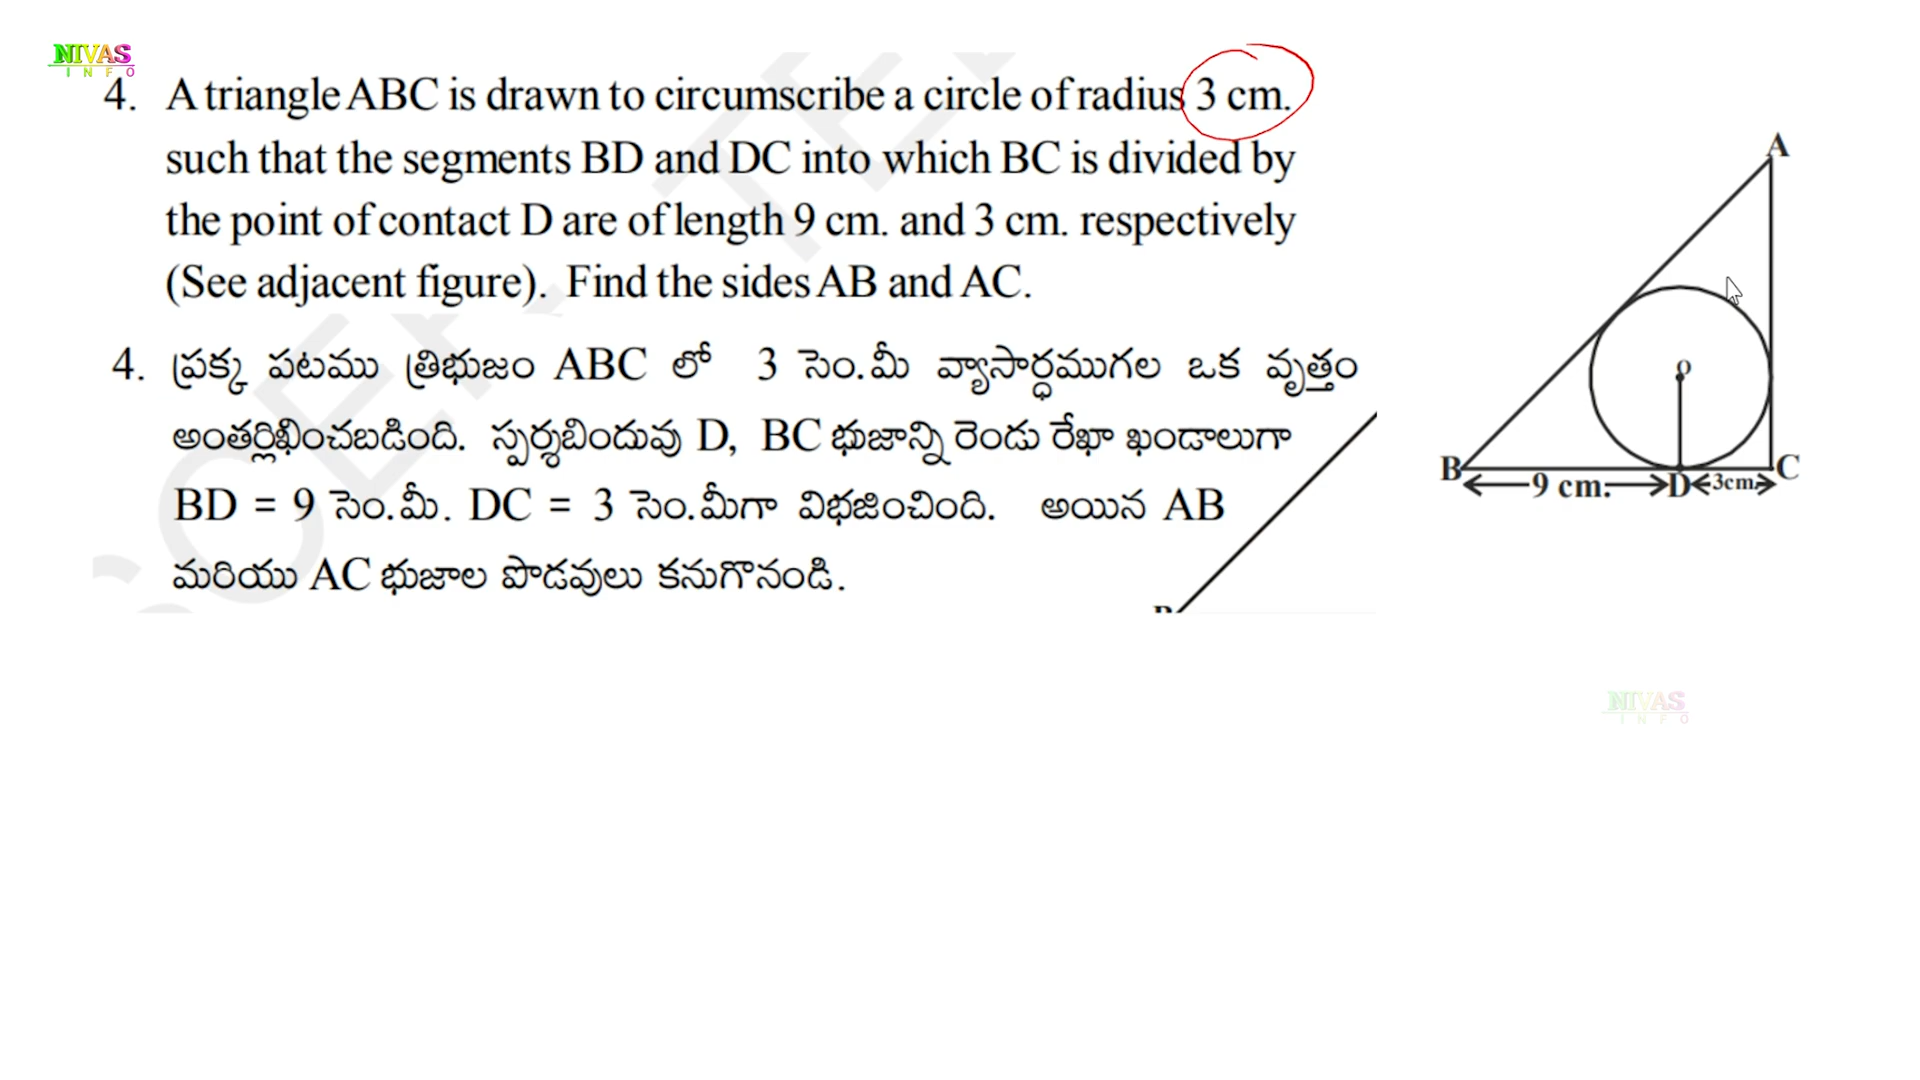 NIVAS
INFO
4. A triangle ABC is drawn to circumscribe a circle of radius 3 cm.
such that the segments BD and DC into which BC is divided by
the point of contact D are of length 9 cm. and 3 cm. respectively
(See adjacent figure). Find the sides AB and AC.
4. ప్రక్క పటము త్రిభుజం ABC లో 3 సెం.మీ వ్యాసార్ధముగల ఒక వృత్తం
అంతర్లిఖించబడింది. స్పర్శబిందువు D, BC భుజాన్ని రెండు రేఖా ఖండాలుగా
BD = 9 సెం.మీ. DC = 3 సెం.మీగా విభజించింది. అయిన AB
మరియు AC భుజాల పొడవులు కనుగొనండి.
A
O
B
C
9 cm.
D
3cm.
NIVAS
INFO